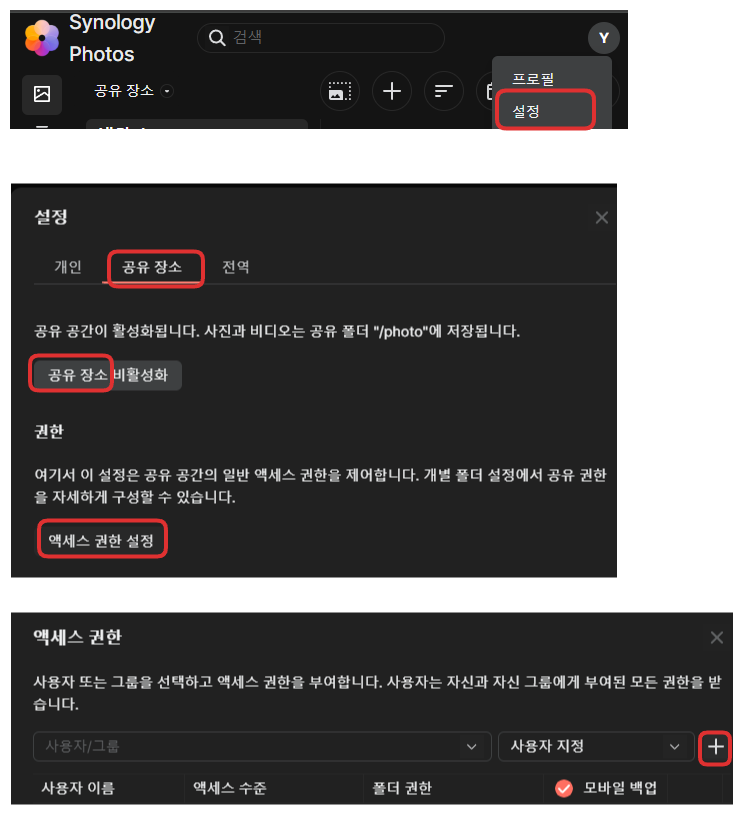 Synology
Photos
검색
Y
공유 장소
프로필
설정
설정
개인
공유 장소
전역
공유 공간이 활성화됩니다. 사진과 비디오는 공유 폴더 "/photo"에 저장됩니다.
공유 장소 비활성화
권한
여기서 이 설정은 공유 공간의 일반 액세스 권한을 제어합니다. 개별 폴더 설정에서 공유 권한
을 자세하게 구성할 수 있습니다.
액세스 권한 설정
액세스 권한
사용자 또는 그룹을 선택하고 액세스 권한을 부여합니다. 사용자는 자신과 자신 그룹에게 부여된 모든 권한을 받
습니다.
사용자/그룹
사용자 지정
사용자 이름
액세스 수준
폴더 권한
모바일 백업